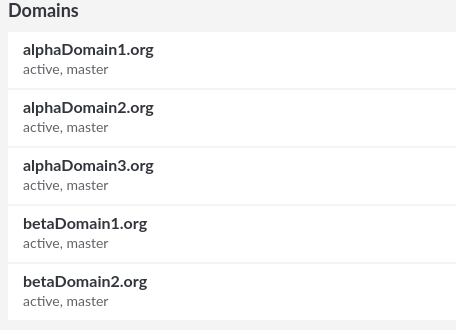 Domains
alphaDomain1.org
active, master
alphaDomain2.org
active, master
alphaDomain3.org
active, master
betaDomain1.org
active, master
betaDomain2.org
active, master